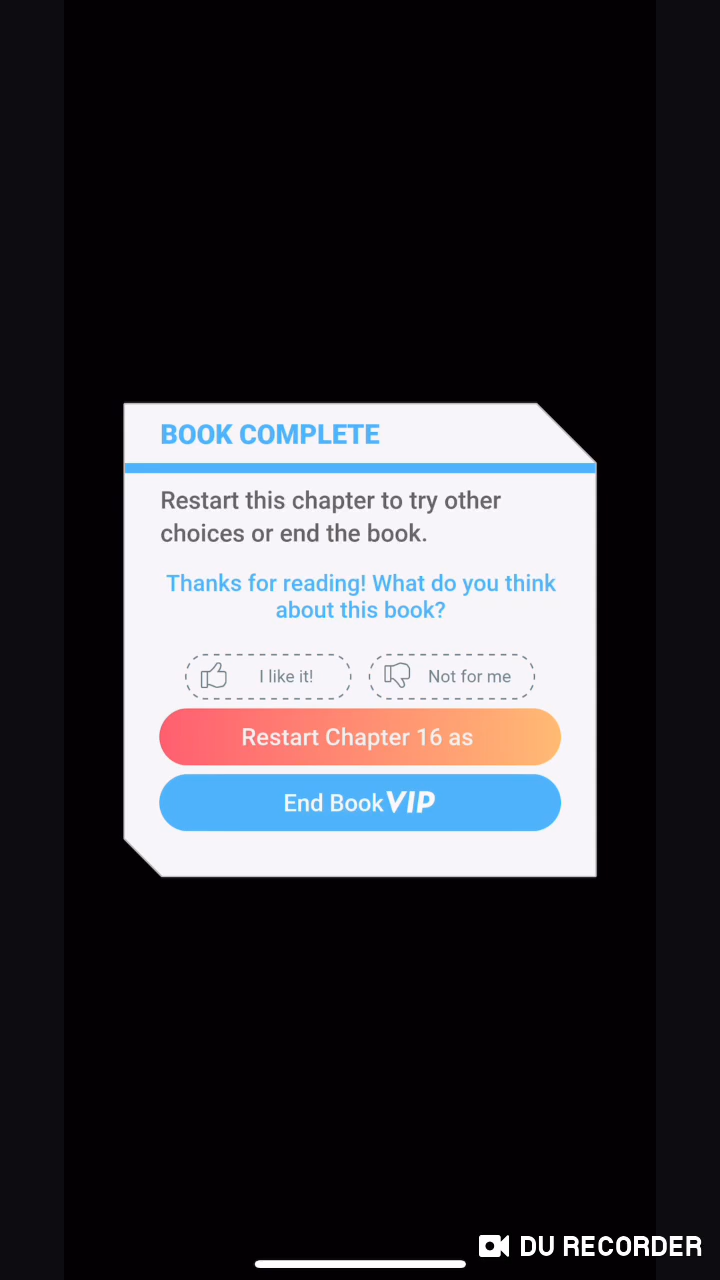 BOOK COMPLETE
Restart this chapter to try other
choices or end the book.
Thanks for reading! What do you think
about this book?
I like it!
Not for me
Restart Chapter 16 as
End Book VIP
DU RECORDER